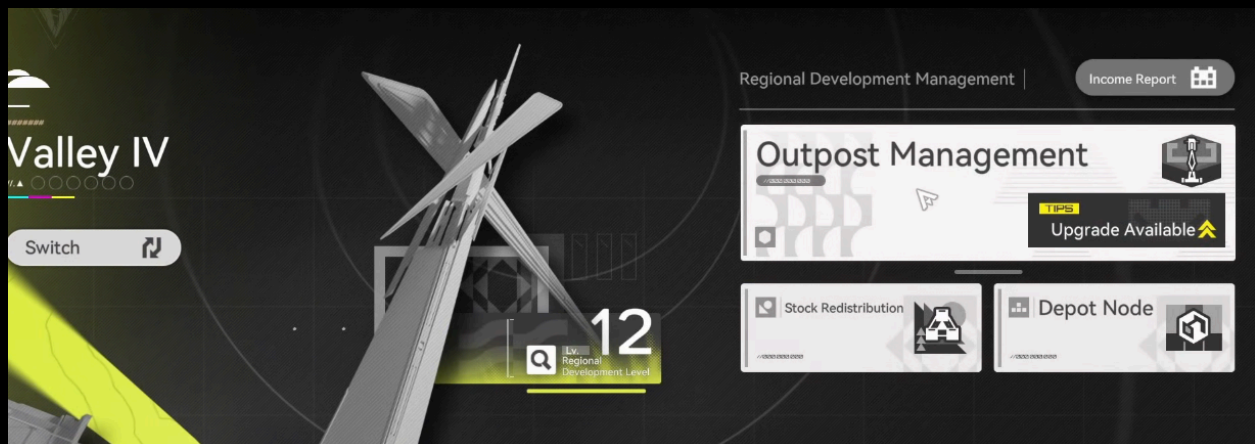 Valley IV
Switch
Lv.
12
Regional
Development Level
Regional Development Management
Income Report
Outpost Management
TIPS
Upgrade Available
Stock Redistribution
Depot Node